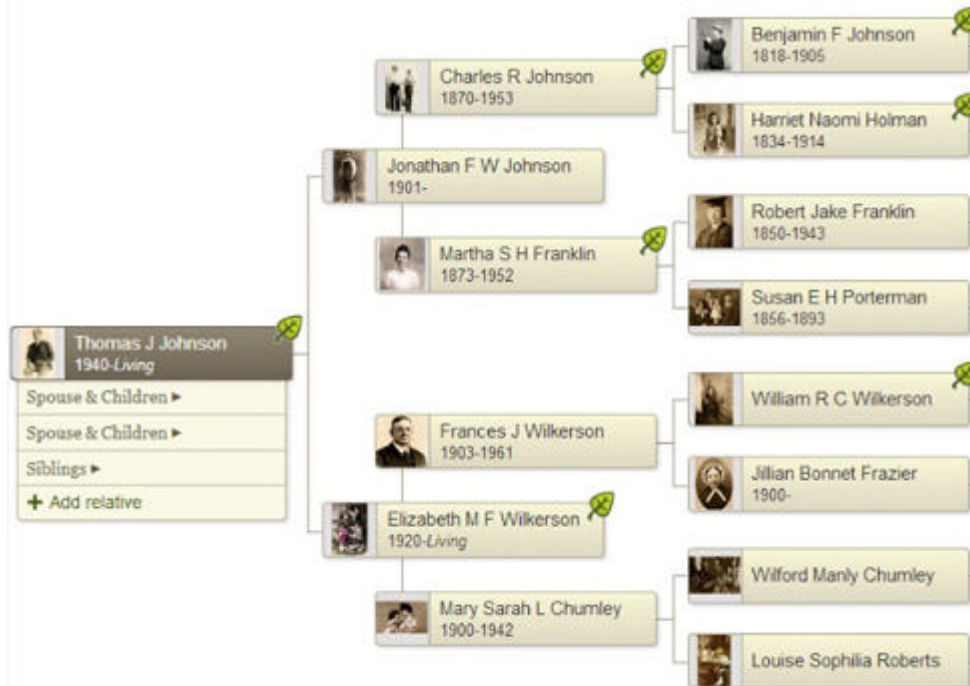 Benjamin F Johnson
1818-1905
Charles R Johnson
1870-1953
Harriet Naomi Holman
1834-1914
Jonathan F W Johnson
1901-
Robert Jake Franklin
1850-1943
Martha S H Franklin
1873-1952
Susan E H Porterman
1856-1893
Thomas J Johnson
1940-Living
Spouse & Children
Spouse & Children
Siblings
+ Add relative
William R C Wilkerson
Frances J Wilkerson
1903-1961
Jillian Bonnet Frazier
1900-
Elizabeth M F Wilkerson
1920-Living
Wilford Manly Chumley
Mary Sarah L Chumley
1900-1942
Louise Sophilia Roberts